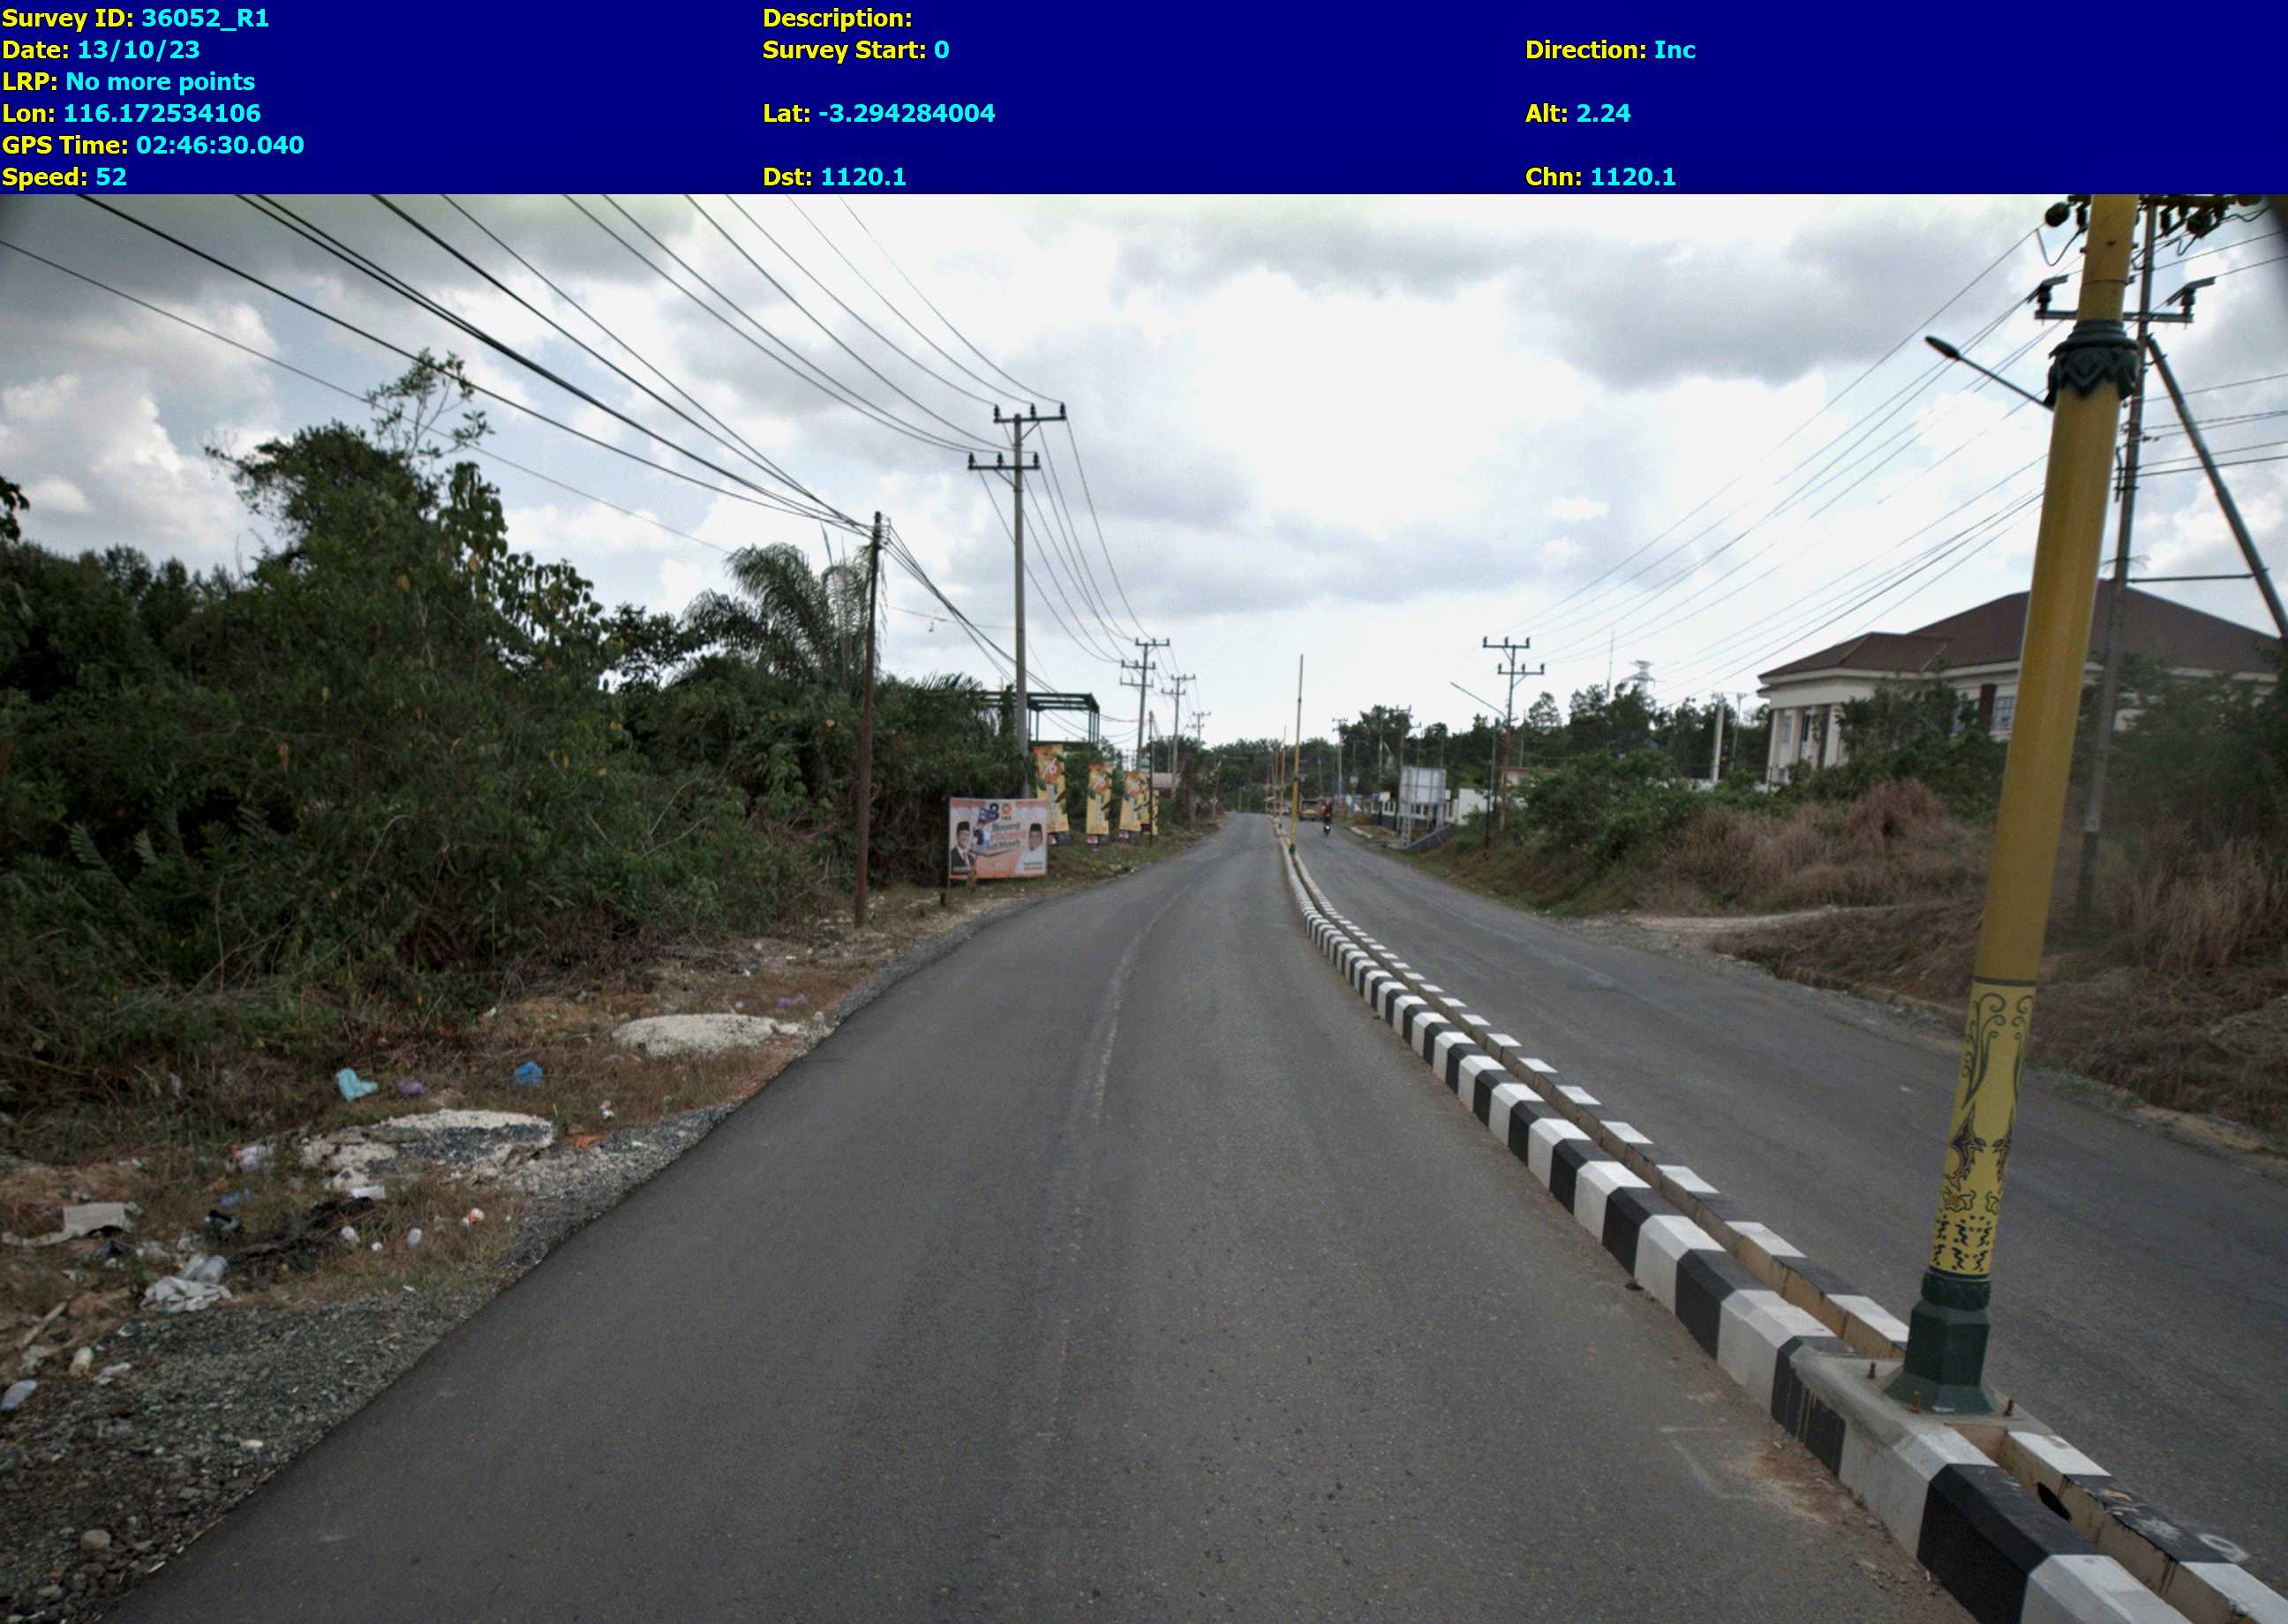 Survey ID: 36052_R1
Description:
Date: 13/10/23
Survey Start: 0
Direction: Inc
LRP: No more points
Lon: 116.172534106
Lat: -3.294284004
Alt: 2.24
GPS Time: 02:46:30.040
Speed: 52
Dst: 1120.1
Chn: 1120.1